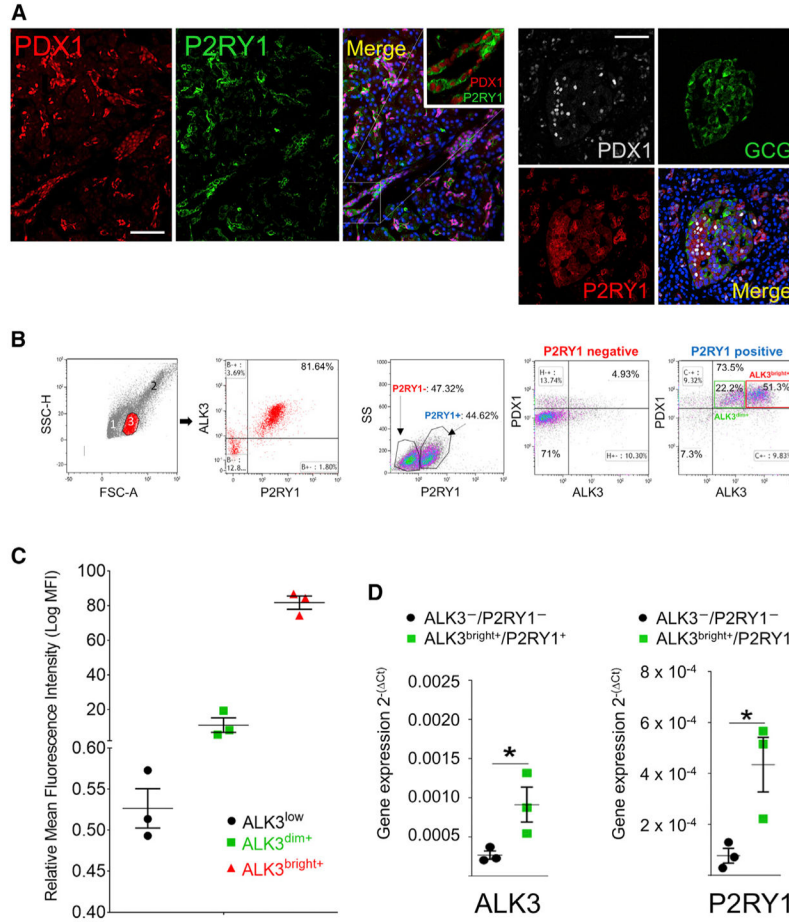 A
PDX1
P2RY1
Merge
PDX1
P2RY1
PDX1
GCG
P2RY1
Merge
B
SSC-H
1
2
3
FSC-A
ALK3
B-+ :
3.69%
81.64%
B-- :
12.8...
B+- : 1.80%
P2RY1
SS
P2RY1-: 47.32%
P2RY1+: 44.62%
P2RY1
P2RY1 negative
PDX1
H-+ :
13.74%
4.93%
71%
H+- : 10.30%
ALK3
P2RY1 positive
PDX1
C-+ :
9.32%
73.5%
ALK3bright+
22.2%
51.3%
ALK3dim+
7.3%
C+- : 9.83%
ALK3
C
Relative Mean Fluorescence Intensity (Log MFI)
100
80
60
40
20
0.60
0.55
0.50
0.45
0.40
ALK3low
ALK3dim+
ALK3bright+
D
ALK3−/P2RY1−
ALK3bright+/P2RY1+
Gene expression 2-(ΔCt)
0.0025
0.0020
0.0015
0.0010
0.0005
*
ALK3
ALK3−/P2RY1−
ALK3bright+/P2RY1
Gene expression 2-(ΔCt)
8 x 10-4
6 x 10-4
4 x 10-4
2 x 10-4
*
P2RY1